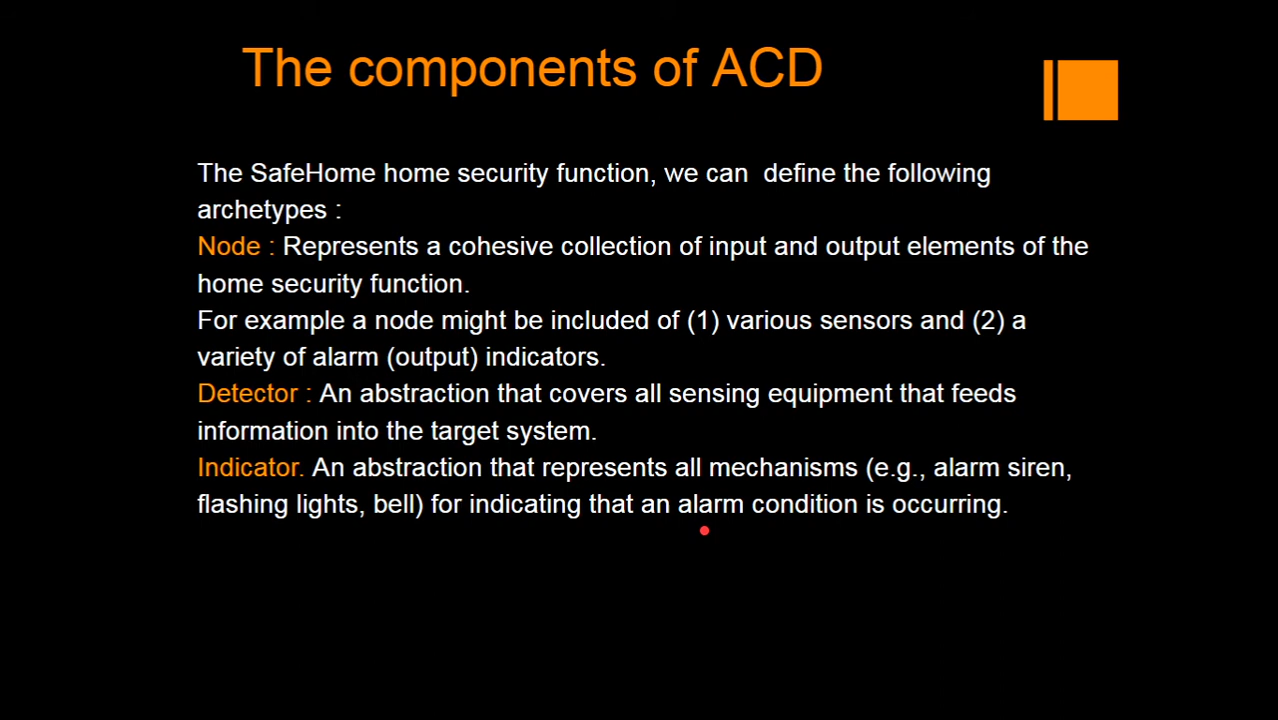 The components of ACD
The SafeHome home security function, we can  define the following
archetypes :
Node : Represents a cohesive collection of input and output elements of the
home security function.
For example a node might be included of (1) various sensors and (2) a
variety of alarm (output) indicators.
Detector : An abstraction that covers all sensing equipment that feeds
information into the target system.
Indicator. An abstraction that represents all mechanisms (e.g., alarm siren,
flashing lights, bell) for indicating that an alarm condition is occurring.